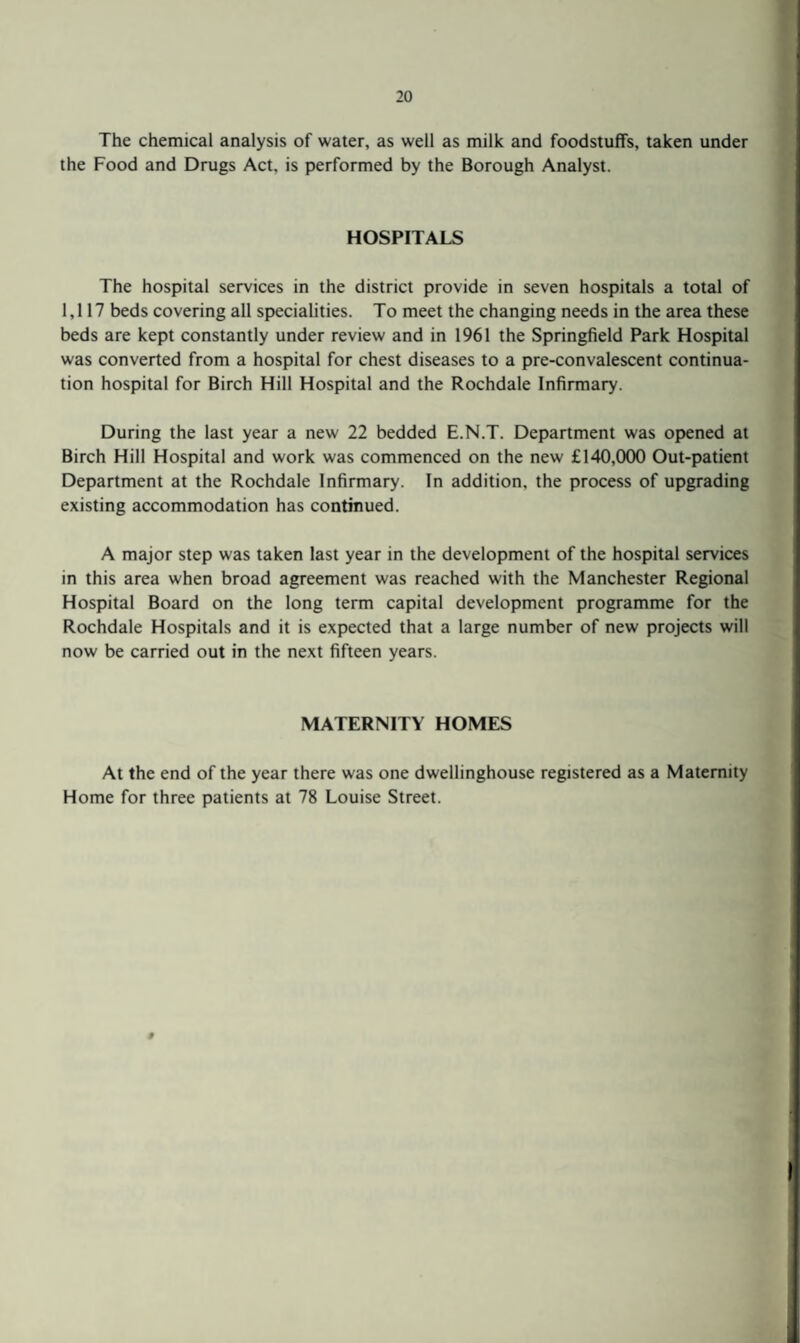 20
The chemical analysis of water, as well as milk and foodstuffs, taken under
the Food and Drugs Act, is performed by the Borough Analyst.
HOSPITALS
The hospital services in the district provide in seven hospitals a total of
1,117 beds covering all specialities. To meet the changing needs in the area these
beds are kept constantly under review and in 1961 the Springfield Park Hospital
was converted from a hospital for chest diseases to a pre-convalescent continua-
tion hospital for Birch Hill Hospital and the Rochdale Infirmary.
During the last year a new 22 bedded E.N.T. Department was opened at
Birch Hill Hospital and work was commenced on the new £140,000 Out-patient
Department at the Rochdale Infirmary. In addition, the process of upgrading
existing accommodation has continued.
A major step was taken last year in the development of the hospital services
in this area when broad agreement was reached with the Manchester Regional
Hospital Board on the long term capital development programme for the
Rochdale Hospitals and it is expected that a large number of new projects will
now be carried out in the next fifteen years.
MATERNITY HOMES
At the end of the year there was one dwellinghouse registered as a Maternity
Home for three patients at 78 Louise Street.